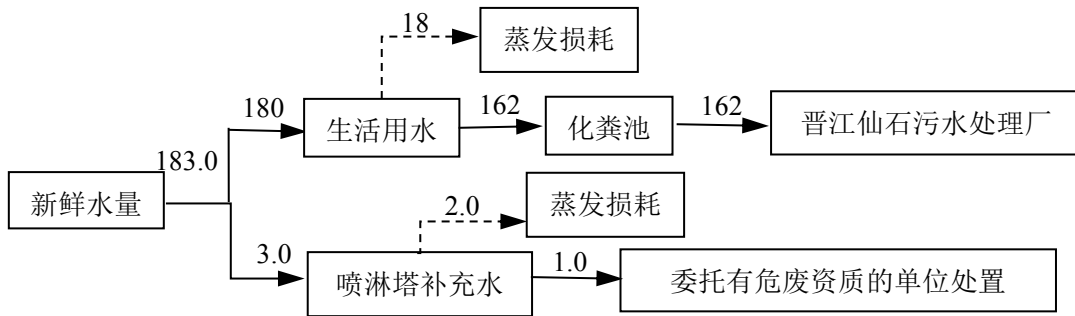 18
蒸发损耗
180
生活用水
162
化粪池
162
晋江仙石污水处理厂
183.0
新鲜水量
2.0
蒸发损耗
3.0
喷淋塔补充水
1.0
委托有危废资质的单位处置